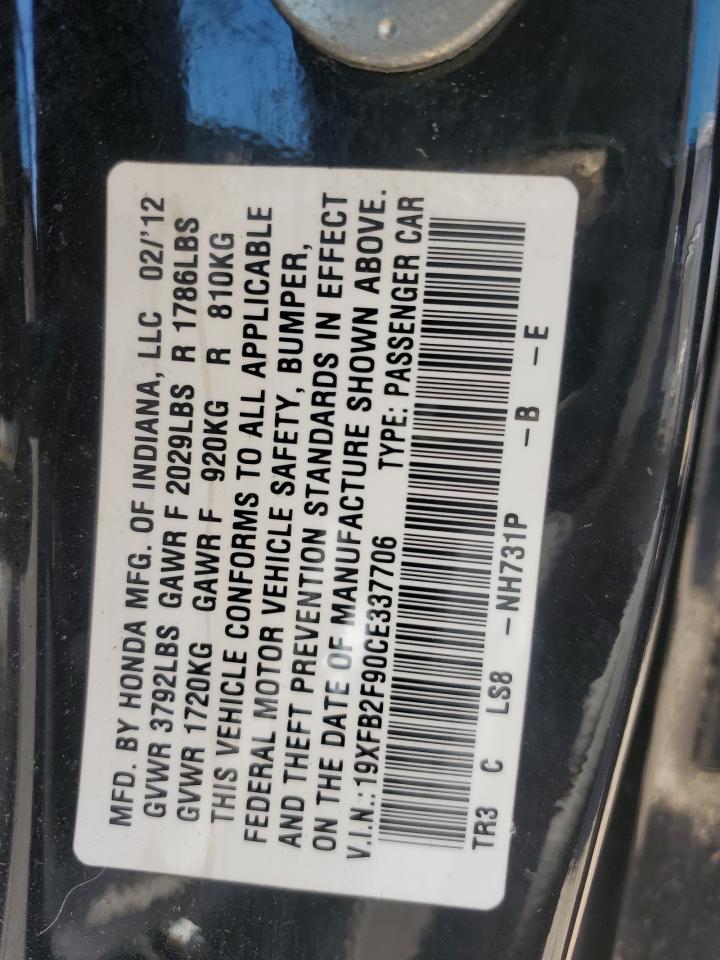 MFD. BY HONDA MFG. OF INDIANA, LLC 02/'12
GVWR 3792LBS GAWR F 2029LBS R 1786LBS
GVWR 1720KG GAWR F 920KG R 810KG
THIS VEHICLE CONFORMS TO ALL APPLICABLE
FEDERAL MOTOR VEHICLE SAFETY, BUMPER,
AND THEFT PREVENTION STANDARDS IN EFFECT
ON THE DATE OF MANUFACTURE SHOWN ABOVE.
V.I.N.:19XFB2F90CE337706 TYPE: PASSENGER CAR
TR3 C LS8 -NH731P -B -E